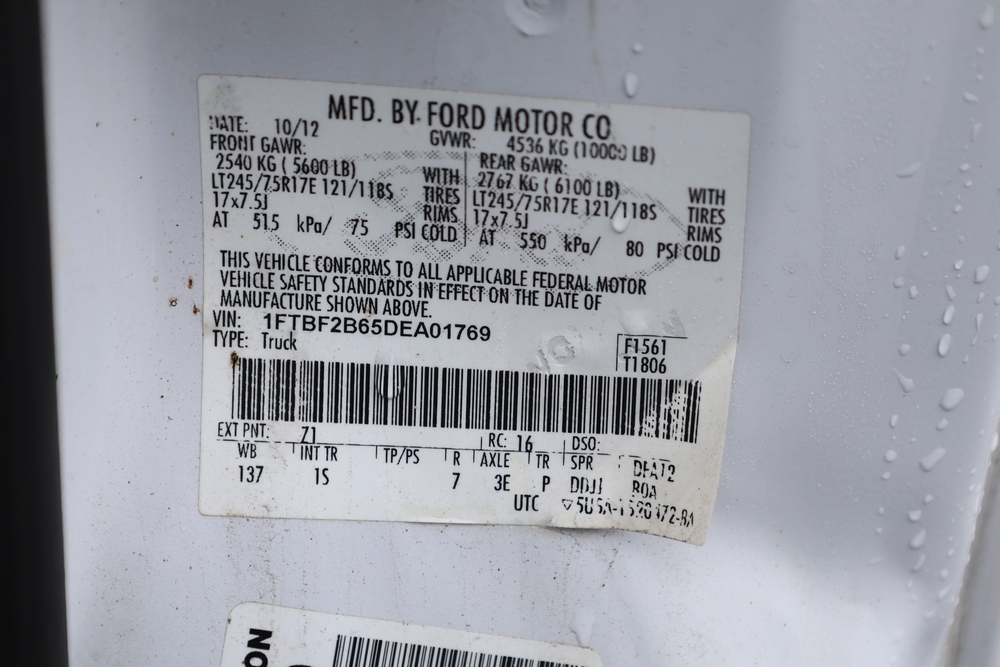 MFD. BY FORD MOTOR CO
DATE: 10/12 GVWR: 4536 KG (10000 LB)
FRONT GAWR: REAR GAWR:
2540 KG ( 5600 LB) WITH 2767 KG ( 6100 LB) WITH
LT245/75R17E 121/118S TIRES LT245/75R17E 121/118S TIRES
17x7.5J RIMS 17x7.5J RIMS
AT 515 kPa/ 75 PSI COLD AT 550 kPa/ 80 PSI COLD
THIS VEHICLE CONFORMS TO ALL APPLICABLE FEDERAL MOTOR
VEHICLE SAFETY STANDARDS IN EFFECT ON THE DATE OF
MANUFACTURE SHOWN ABOVE.
VIN: 1FTBF2B65DEA01769
TYPE: Truck
F1561
T1806
EXT PNT: Z1 RC: 16 DSO:
WB INT TR TP/PS R AXLE TR SPR
137 1S 7 3E P DDJJ
UTC
ON